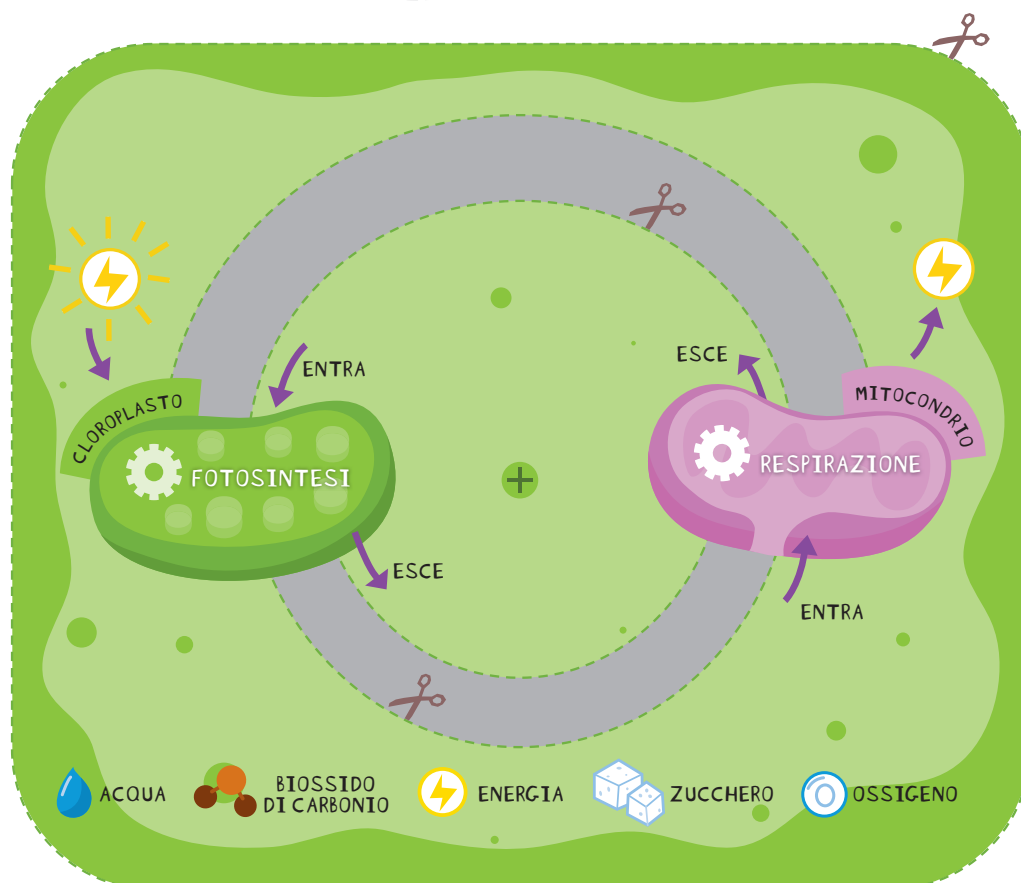 ENTRA
ESCE
CLOROPLASTO
MITOCONDRIO
FOTOSINTESI
RESPIRAZIONE
ESCE
ENTRA
ACQUA
BIOSSIDO
DI CARBONIO
ENERGIA
ZUCCHERO
OSSIGENO